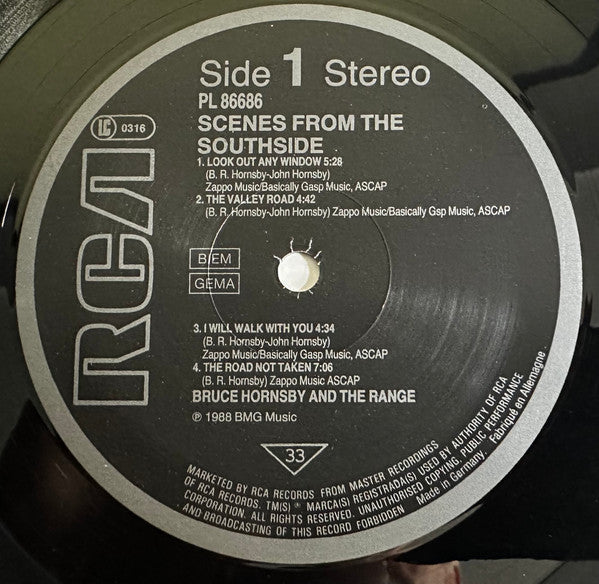 Side 1 Stereo
PL 86686
LC 0316
SCENES FROM THE
SOUTHSIDE
1. LOOK OUT ANY WINDOW 5:28
(B. R. Hornsby-John Hornsby)
Zappo Music/Basically Gasp Music, ASCAP
2. THE VALLEY ROAD 4:42
(B. R. Hornsby-John Hornsby) Zappo Music/Basically Gsp Music, ASCAP
RCA
BIEM
GEMA
3. I WILL WALK WITH YOU 4:34
(B. R. Hornsby-John Hornsby)
Zappo Music/Basically Gasp Music, ASCAP
4. THE ROAD NOT TAKEN 7:06
(B. R. Hornsby) Zappo Music ASCAP
BRUCE HORNSBY AND THE RANGE
℗ 1988 BMG Music
33
MARKETED BY RCA RECORDS FROM MASTER RECORDINGS
OF RCA RECORDS. TM(S) ® MARCA(S) REGISTRADA(S) USED BY AUTHORITY OF RCA
CORPORATION. ALL RIGHTS RESERVED. UNAUTHORISED COPYING, PUBLIC PERFORMANCE
AND BROADCASTING OF THIS RECORD FORBIDDEN
Made in Germany. Fabriqué en Allemagne